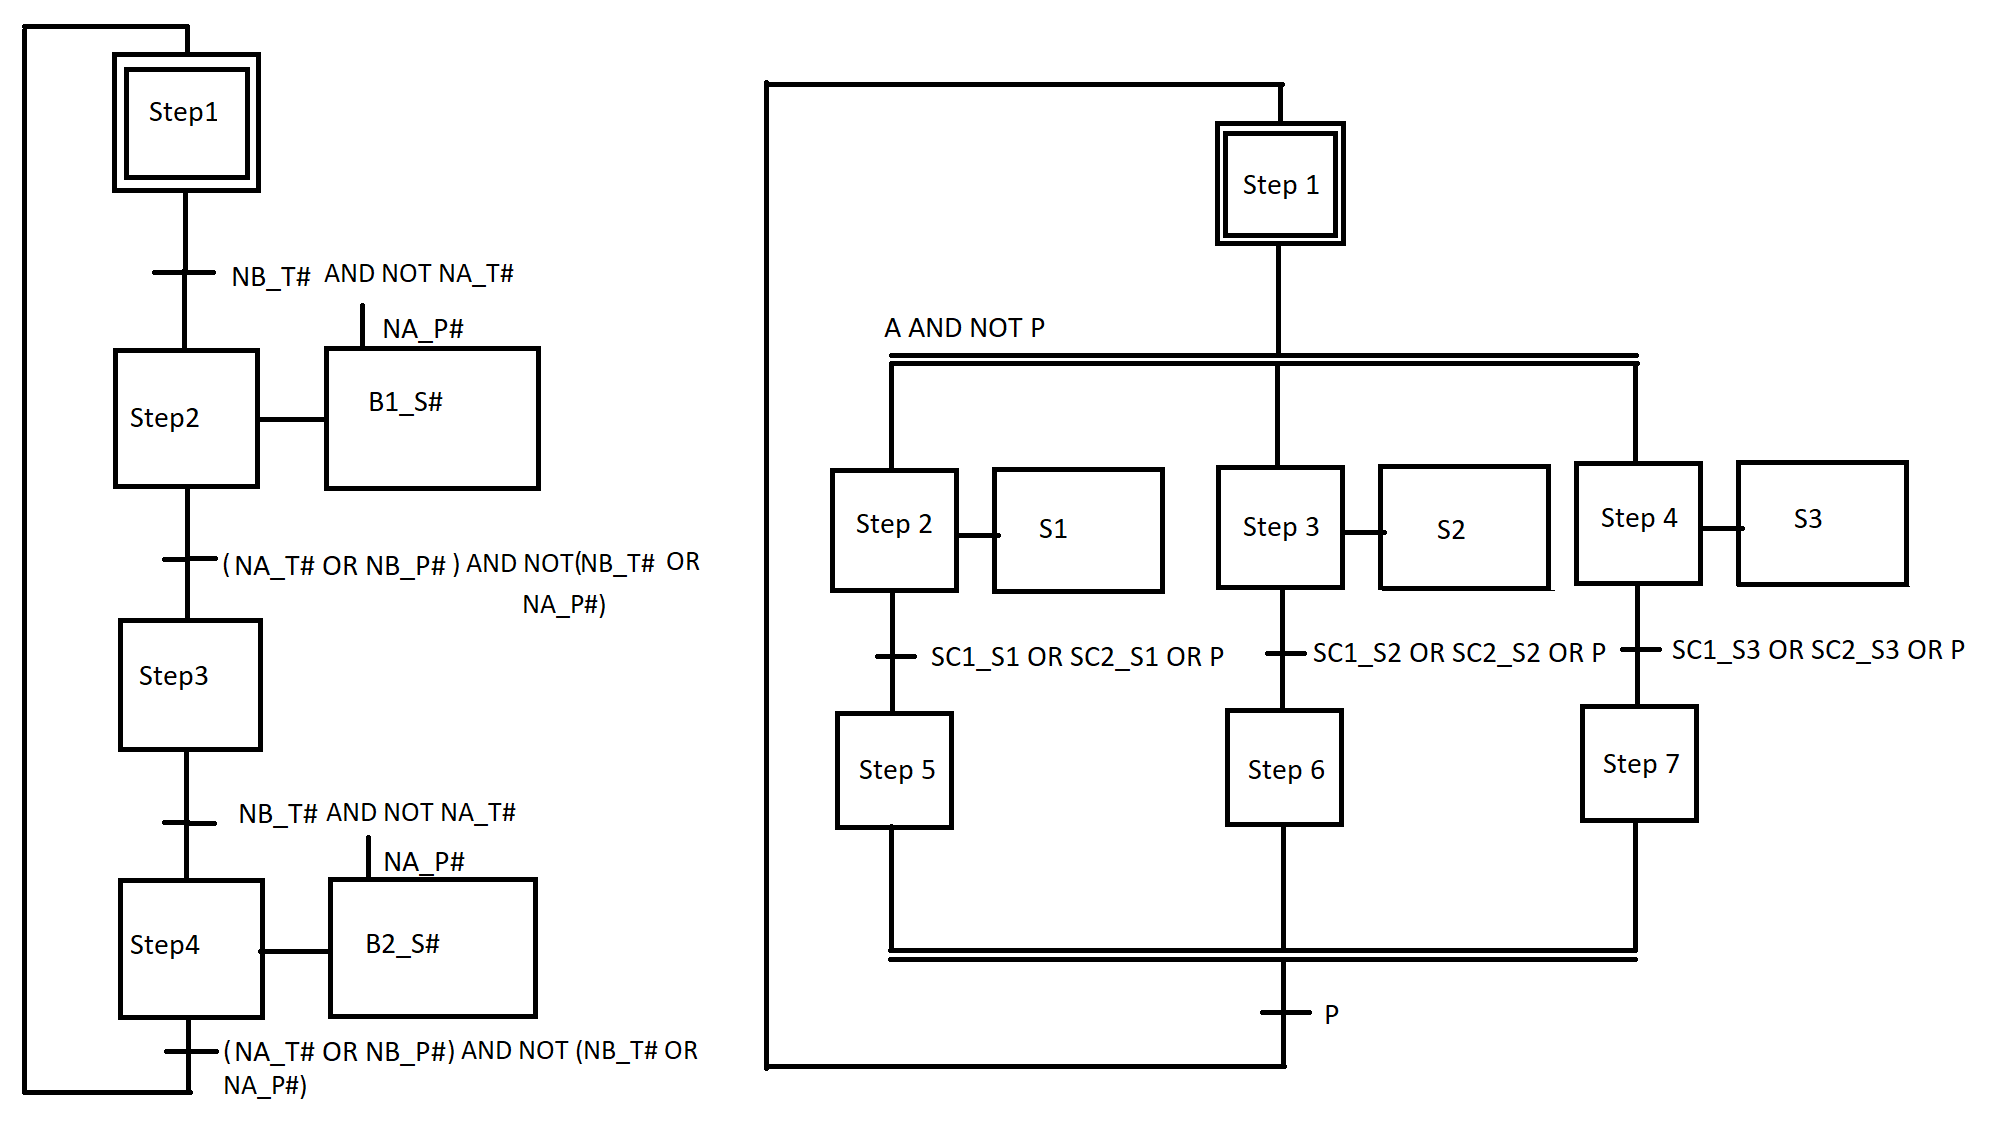 Step1
NB_T# AND NOT NA_T#
NA_P#
Step2
B1_S#
(NA_T# OR NB_P# ) AND NOT(NB_T# OR
NA_P#)
Step3
NB_T# AND NOT NA_T#
NA_P#
Step4
B2_S#
(NA_T# OR NB_P#) AND NOT (NB_T# OR
NA_P#)
Step 1
A AND NOT P
Step 2
S1
Step 3
S2
Step 4
S3
SC1_S1 OR SC2_S1 OR P
SC1_S2 OR SC2_S2 OR P
SC1_S3 OR SC2_S3 OR P
Step 5
Step 6
Step 7
P